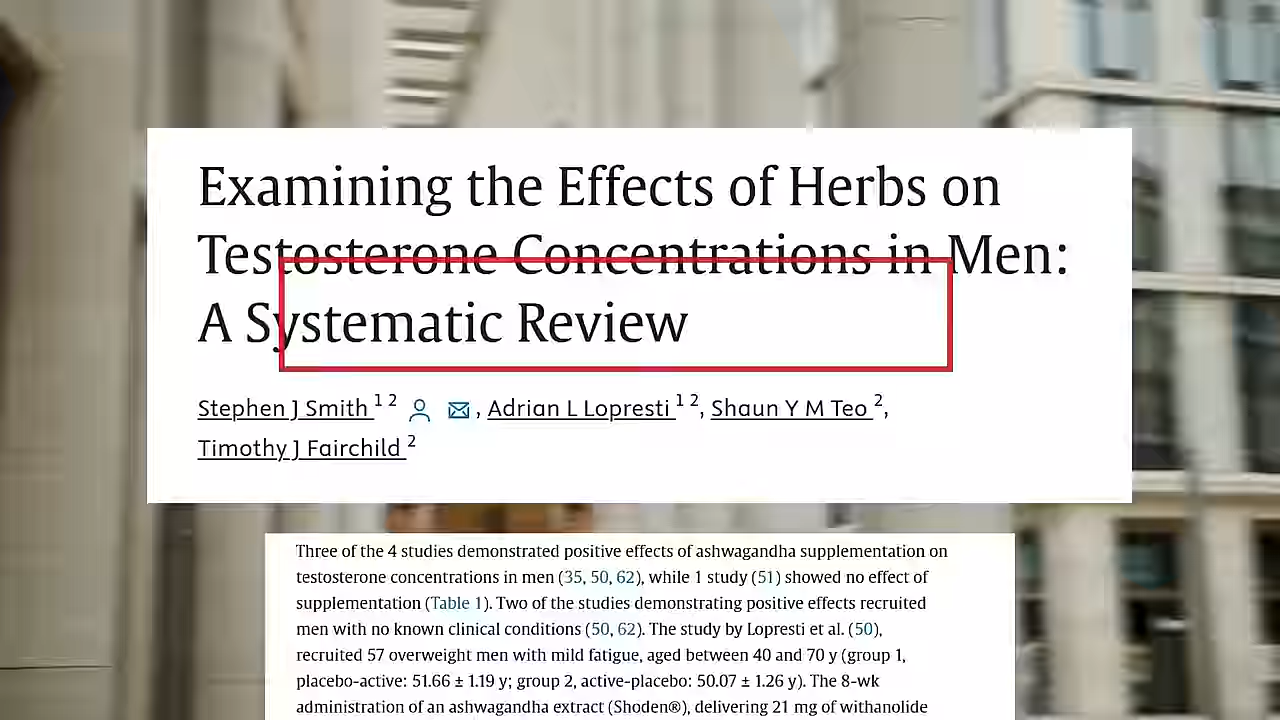 Examining the Effects of Herbs on
Testosterone Concentrations in Men:
A Systematic Review
Stephen J Smith 1 2 , Adrian L Lopresti 1 2, Shaun Y M Teo 2,
Timothy J Fairchild 2
Three of the 4 studies demonstrated positive effects of ashwagandha supplementation on
testosterone concentrations in men (35, 50, 62), while 1 study (51) showed no effect of
supplementation (Table 1). Two of the studies demonstrating positive effects recruited
men with no known clinical conditions (50, 62). The study by Lopresti et al. (50),
recruited 57 overweight men with mild fatigue, aged between 40 and 70 y (group 1,
placebo-active: 51.66 ± 1.19 y; group 2, active-placebo: 50.07 ± 1.26 y). The 8-wk
administration of an ashwagandha extract (Shoden®), delivering 21 mg of withanolide